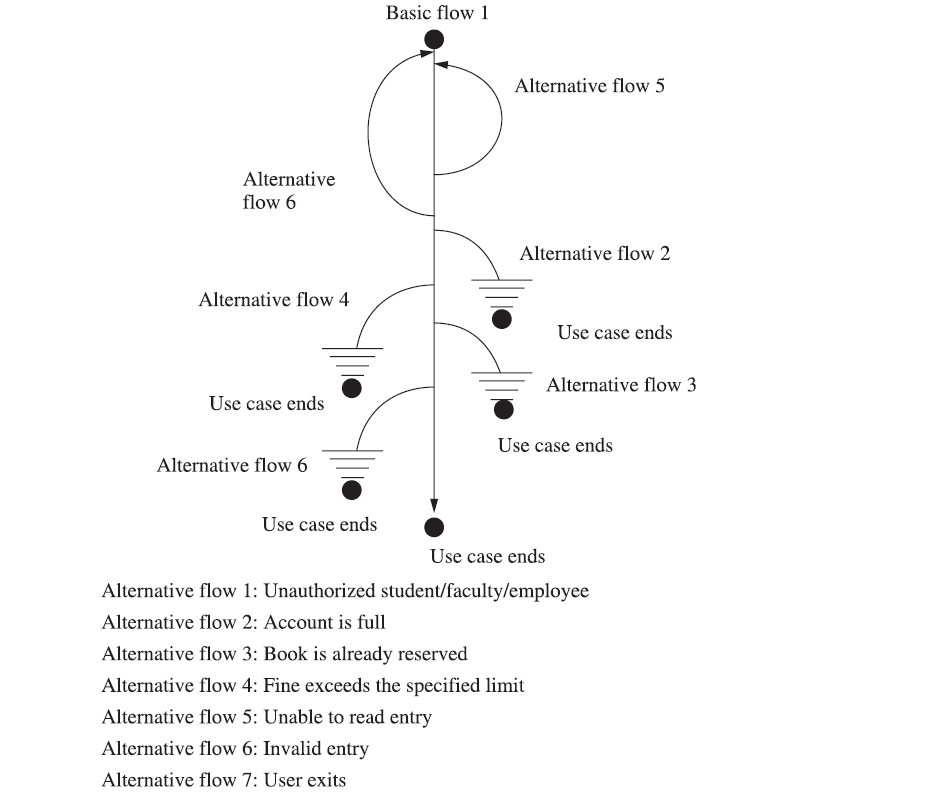 Basic flow 1
Alternative flow 5
Alternative
flow 6
Alternative flow 2
Alternative flow 4
Use case ends
Alternative flow 3
Use case ends
Use case ends
Alternative flow 6
Use case ends
Use case ends
Alternative flow 1: Unauthorized student/faculty/employee
Alternative flow 2: Account is full
Alternative flow 3: Book is already reserved
Alternative flow 4: Fine exceeds the specified limit
Alternative flow 5: Unable to read entry
Alternative flow 6: Invalid entry
Alternative flow 7: User exits